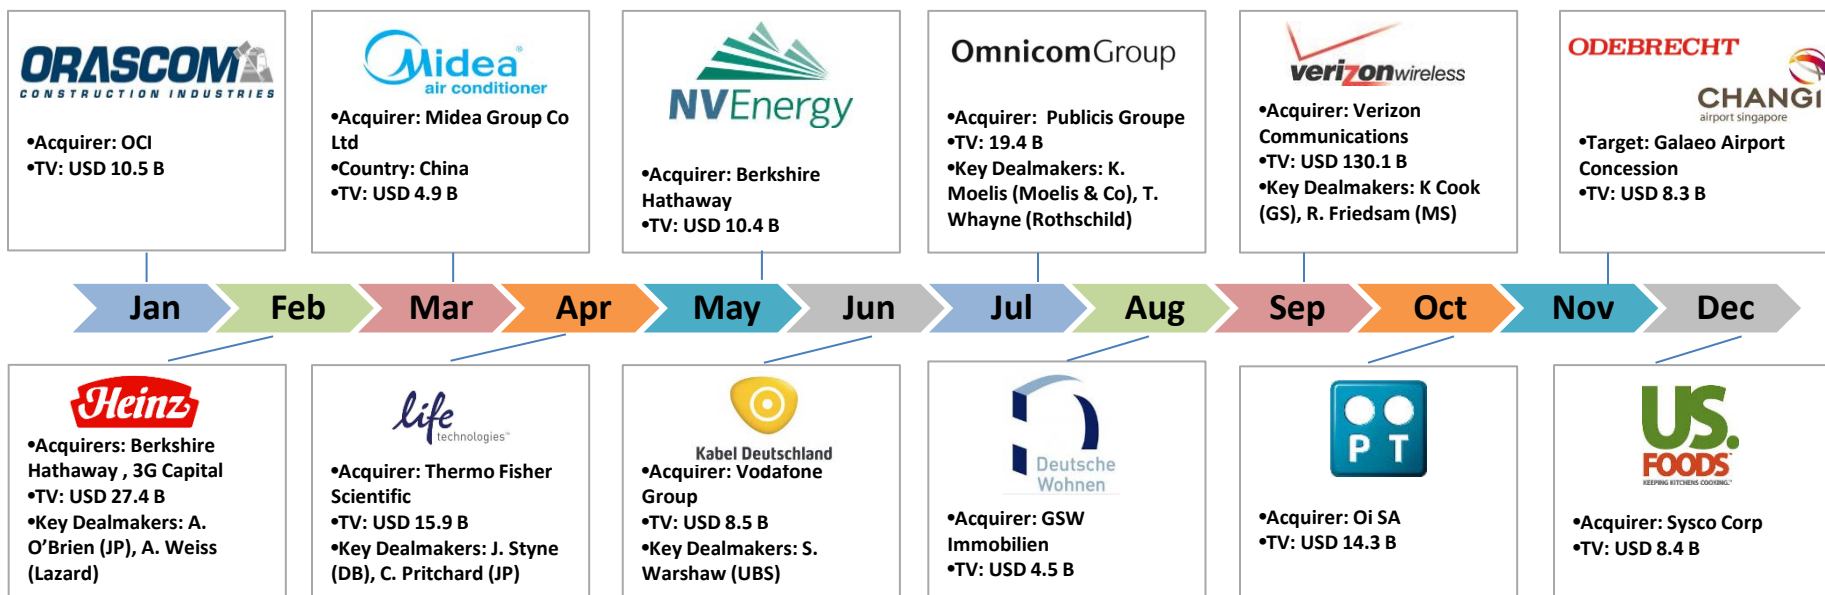 ORASCOM
CONSTRUCTION INDUSTRIES
•Acquirer: OCI
•TV: USD 10.5 B
Midea®
air conditioner
•Acquirer: Midea Group Co
Ltd
•Country: China
•TV: USD 4.9 B
NVEnergy
•Acquirer: Berkshire
Hathaway
•TV: USD 10.4 B
OmnicomGroup
•Acquirer: Publicis Groupe
•TV: 19.4 B
•Key Dealmakers: K.
Moelis (Moelis & Co), T.
Whayne (Rothschild)
verizonwireless
•Acquirer: Verizon
Communications
•TV: USD 130.1 B
•Key Dealmakers: K Cook
(GS), R. Friedsam (MS)
ODEBRECHT
CHANGI
airport singapore
•Target: Galaeo Airport
Concession
•TV: USD 8.3 B
Jan Feb Mar Apr May Jun Jul Aug Sep Oct Nov Dec
Heinz
•Acquirers: Berkshire
Hathaway , 3G Capital
•TV: USD 27.4 B
•Key Dealmakers: A.
O’Brien (JP), A. Weiss
(Lazard)
life
technologies™
•Acquirer: Thermo Fisher
Scientific
•TV: USD 15.9 B
•Key Dealmakers: J. Styne
(DB), C. Pritchard (JP)
Kabel Deutschland
•Acquirer: Vodafone
Group
•TV: USD 8.5 B
•Key Dealmakers: S.
Warshaw (UBS)
Deutsche
Wohnen
•Acquirer: GSW
Immobilien
•TV: USD 4.5 B
PT
•Acquirer: Oi SA
•TV: USD 14.3 B
US.
FOODS™
KEEPING KITCHENS COOKING.™
•Acquirer: Sysco Corp
•TV: USD 8.4 B